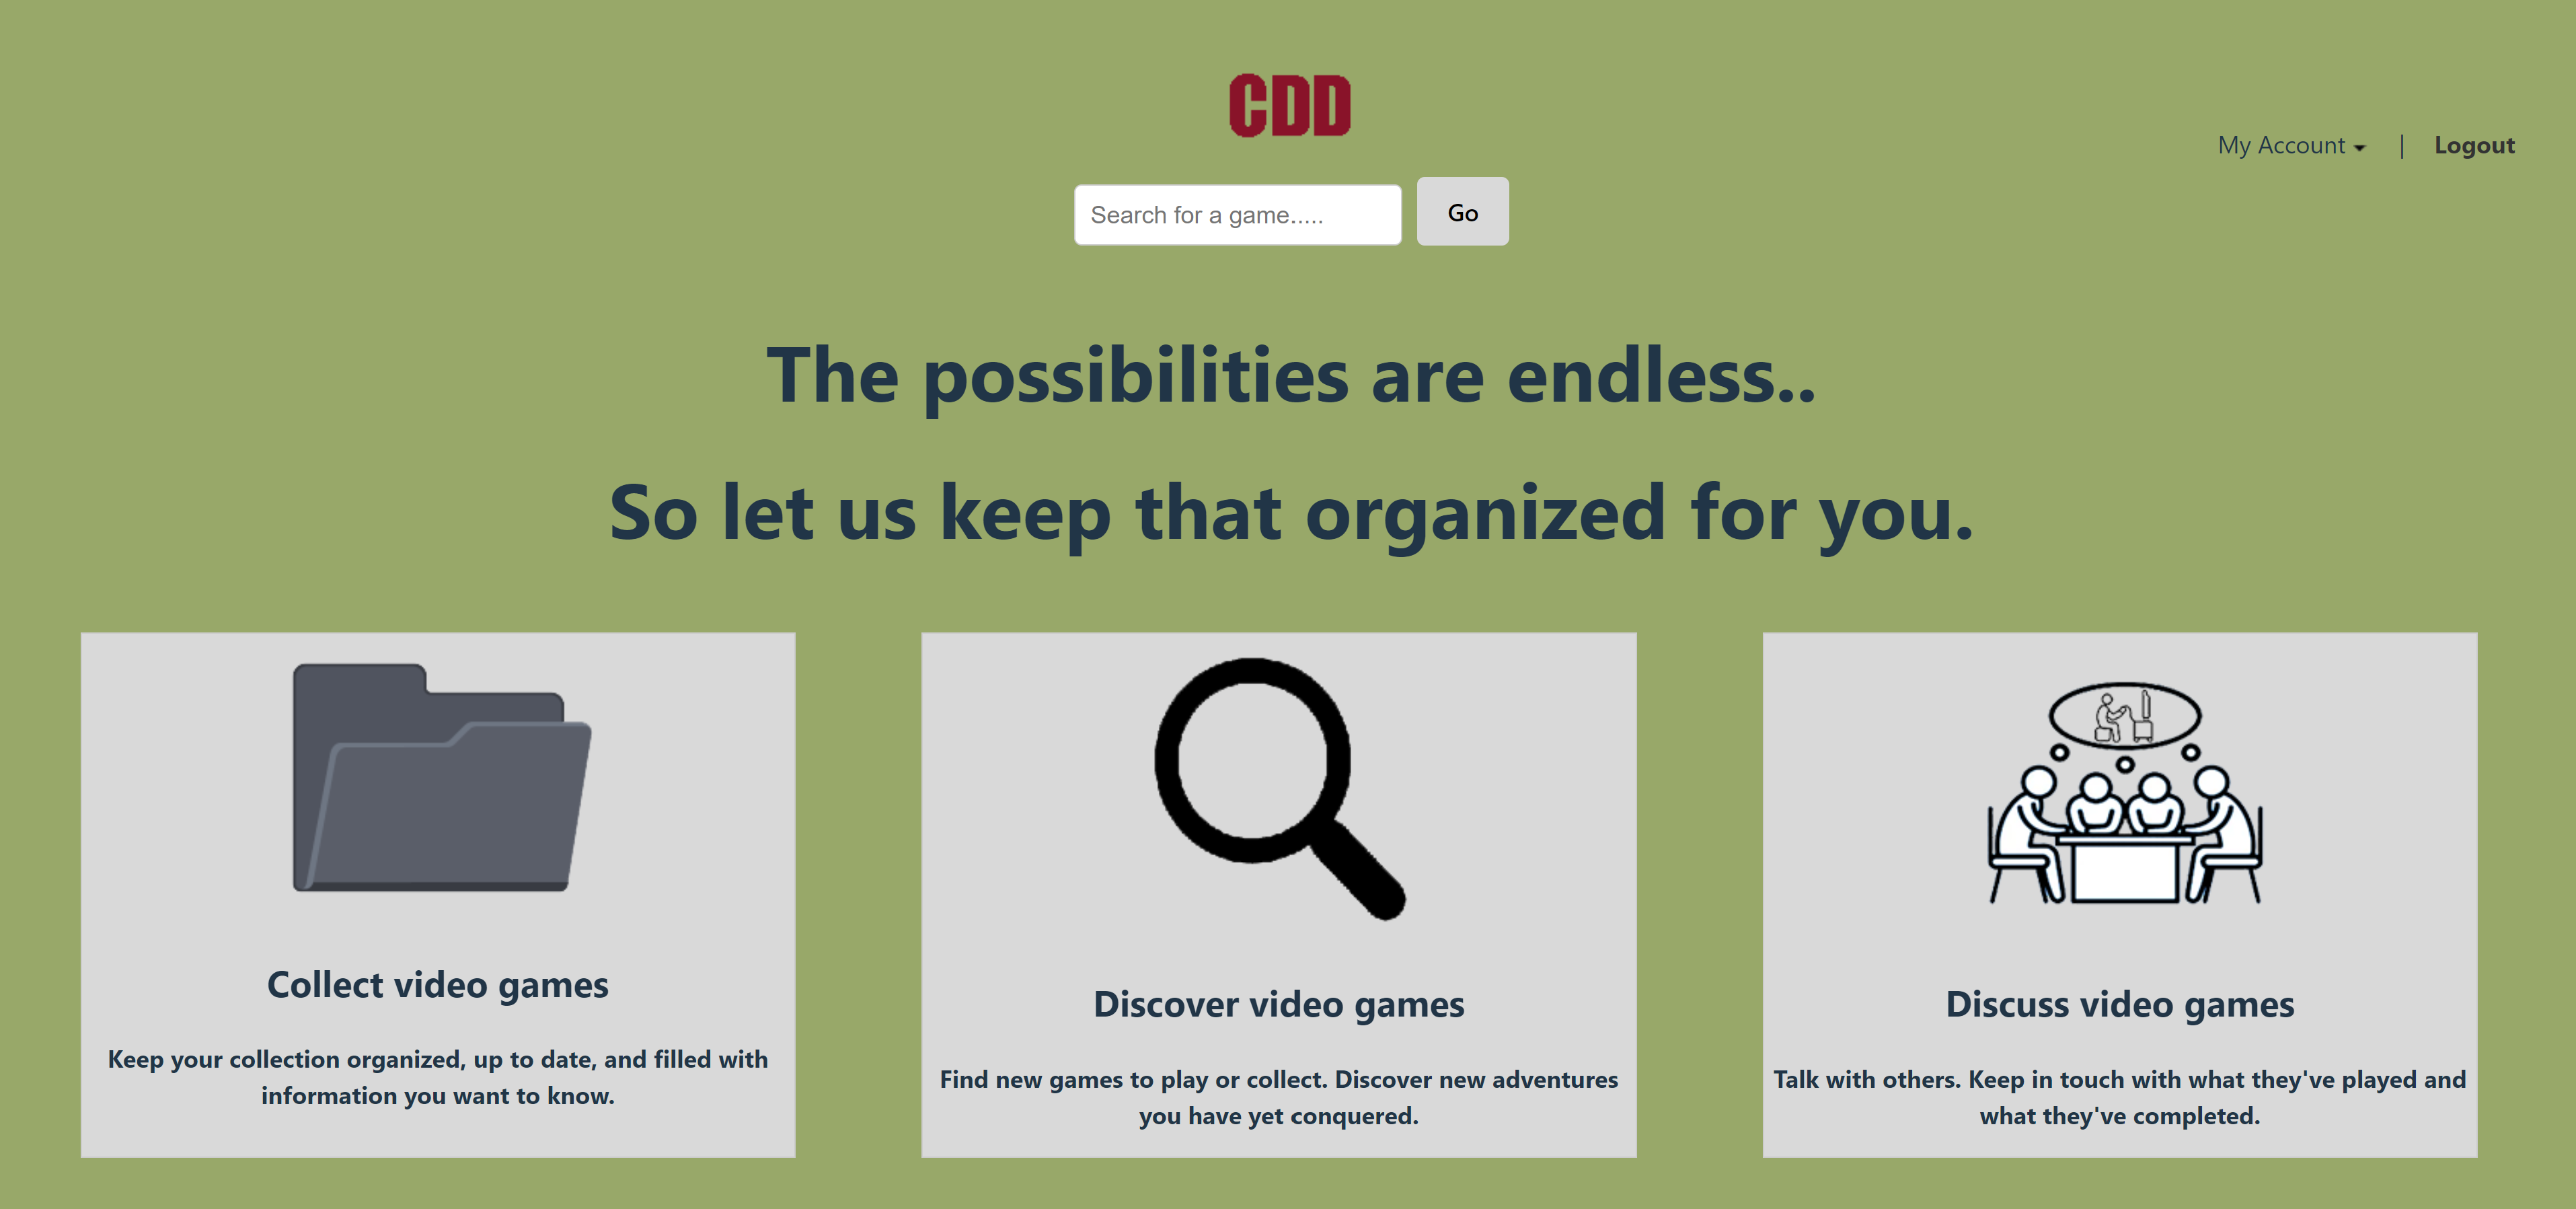 CDD
My Account | Logout
Search for a game..... Go
The possibilities are endless..
So let us keep that organized for you.
Collect video games
Keep your collection organized, up to date, and filled with
information you want to know.
Discover video games
Find new games to play or collect. Discover new adventures
you have yet conquered.
Discuss video games
Talk with others. Keep in touch with what they've played and
what they've completed.